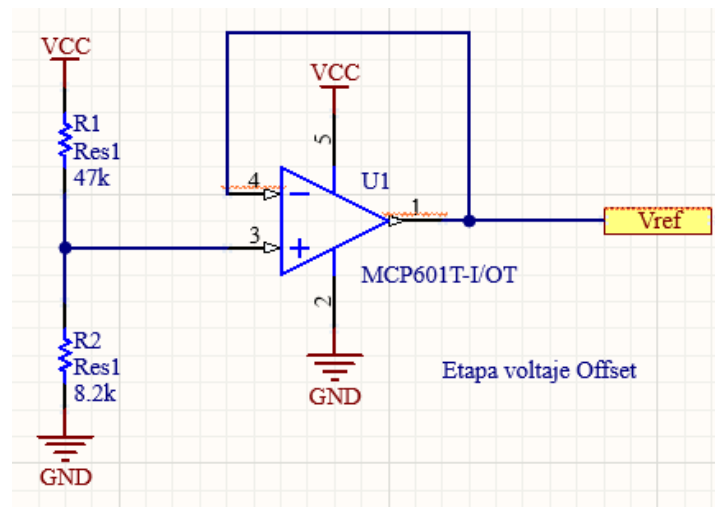 VCC
R1
Res1
47k
R2
Res1
8.2k
GND
VCC
5
4
3
1
2
U1
MCP601T-I/OT
GND
Vref
Etapa voltaje Offset